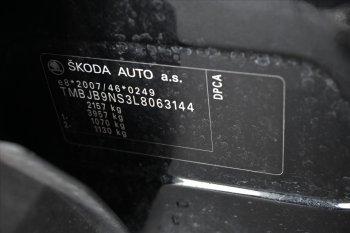 ŠKODA AUTO a.s.
e8*2007/46*0249
TMBJB9NS3L8063144
2157 kg
3957 kg
1- 1070 kg
2- 1130 kg
DPCA